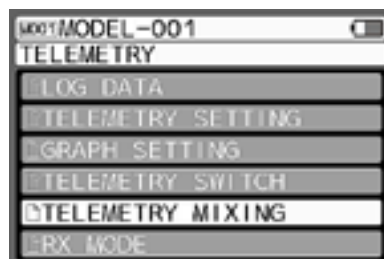 M001 MODEL-001
TELEMETRY
LOG DATA
TELEMETRY SETTING
GRAPH SETTING
TELEMETRY SWITCH
TELEMETRY MIXING
RX MODE